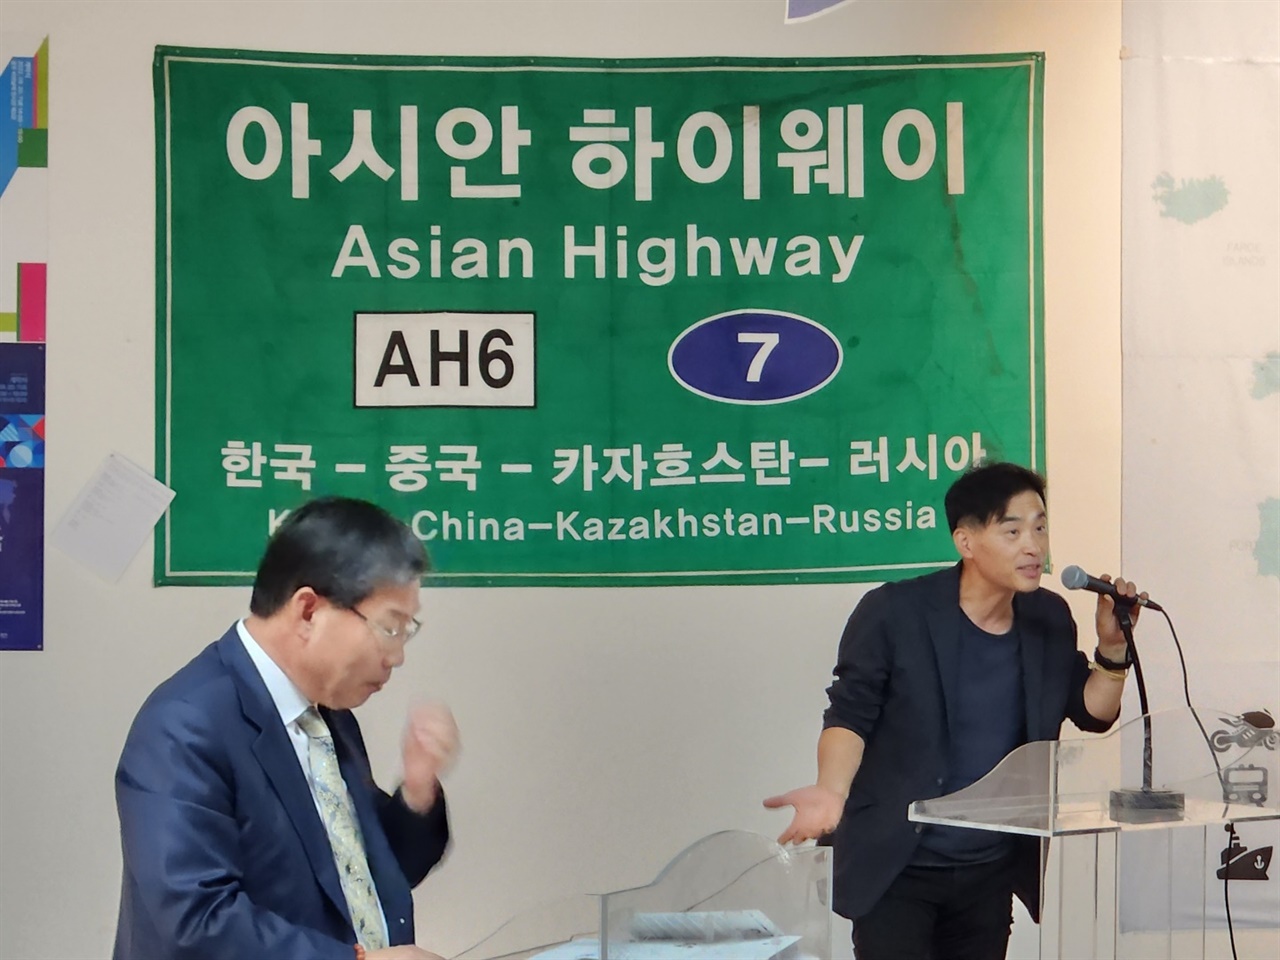 아시안 하이웨이
Asian Highway
AH6
7
한국 - 중국 - 카자흐스탄- 러시아
China-Kazakhstan-Russia